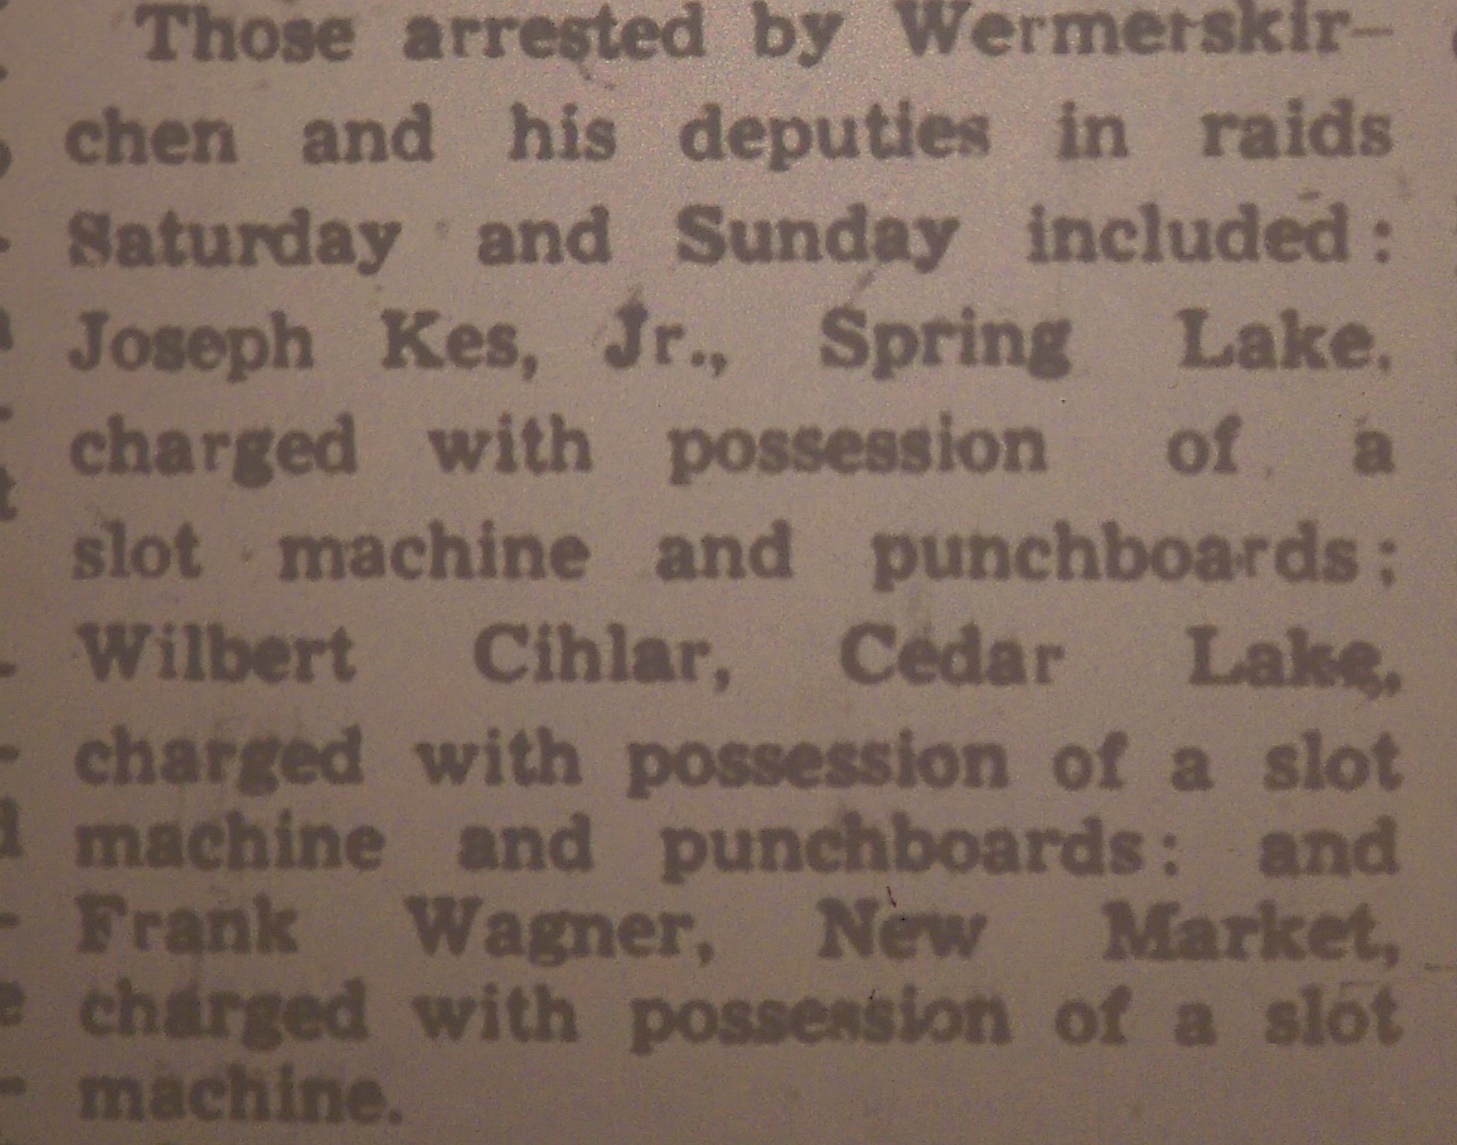 Those arrested by Wermerskir-
chen and his deputies in raids
Saturday and Sunday included:
Joseph Kes, Jr., Spring Lake,
charged with possession of a
slot machine and punchboards;
Wilbert Cihlar, Cedar Lake,
charged with possession of a slot
machine and punchboards; and
Frank Wagner, New Market,
charged with possession of a slot
machine.